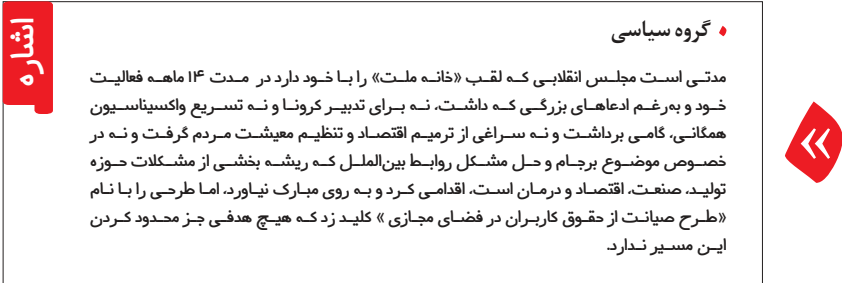 اشاره
گروه سیاسی
مدتی است مجلس انقلابی که لقب «خانه ملت» را با خود دارد در مدت ۱۴ ماهه فعالیت
خود و به‌رغم ادعاهای بزرگی که داشت، نه برای تدبیر کرونا و نه تسریع واکسیناسیون
همگانی، گامی برداشت و نه سراغی از ترمیم اقتصاد و تنظیم معیشت مردم گرفت و نه در
خصوص موضوع برجام و حل مشکل روابط بین‌الملل که ریشه بخشی از مشکلات حوزه
تولید، صنعت، اقتصاد و درمان است، اقدامی کرد و به روی مبارک نیاورد، اما طرحی را با نام
«طرح صیانت از حقوق کاربران در فضای مجازی » کلید زد که هیچ هدفی جز محدود کردن
این مسیر ندارد.